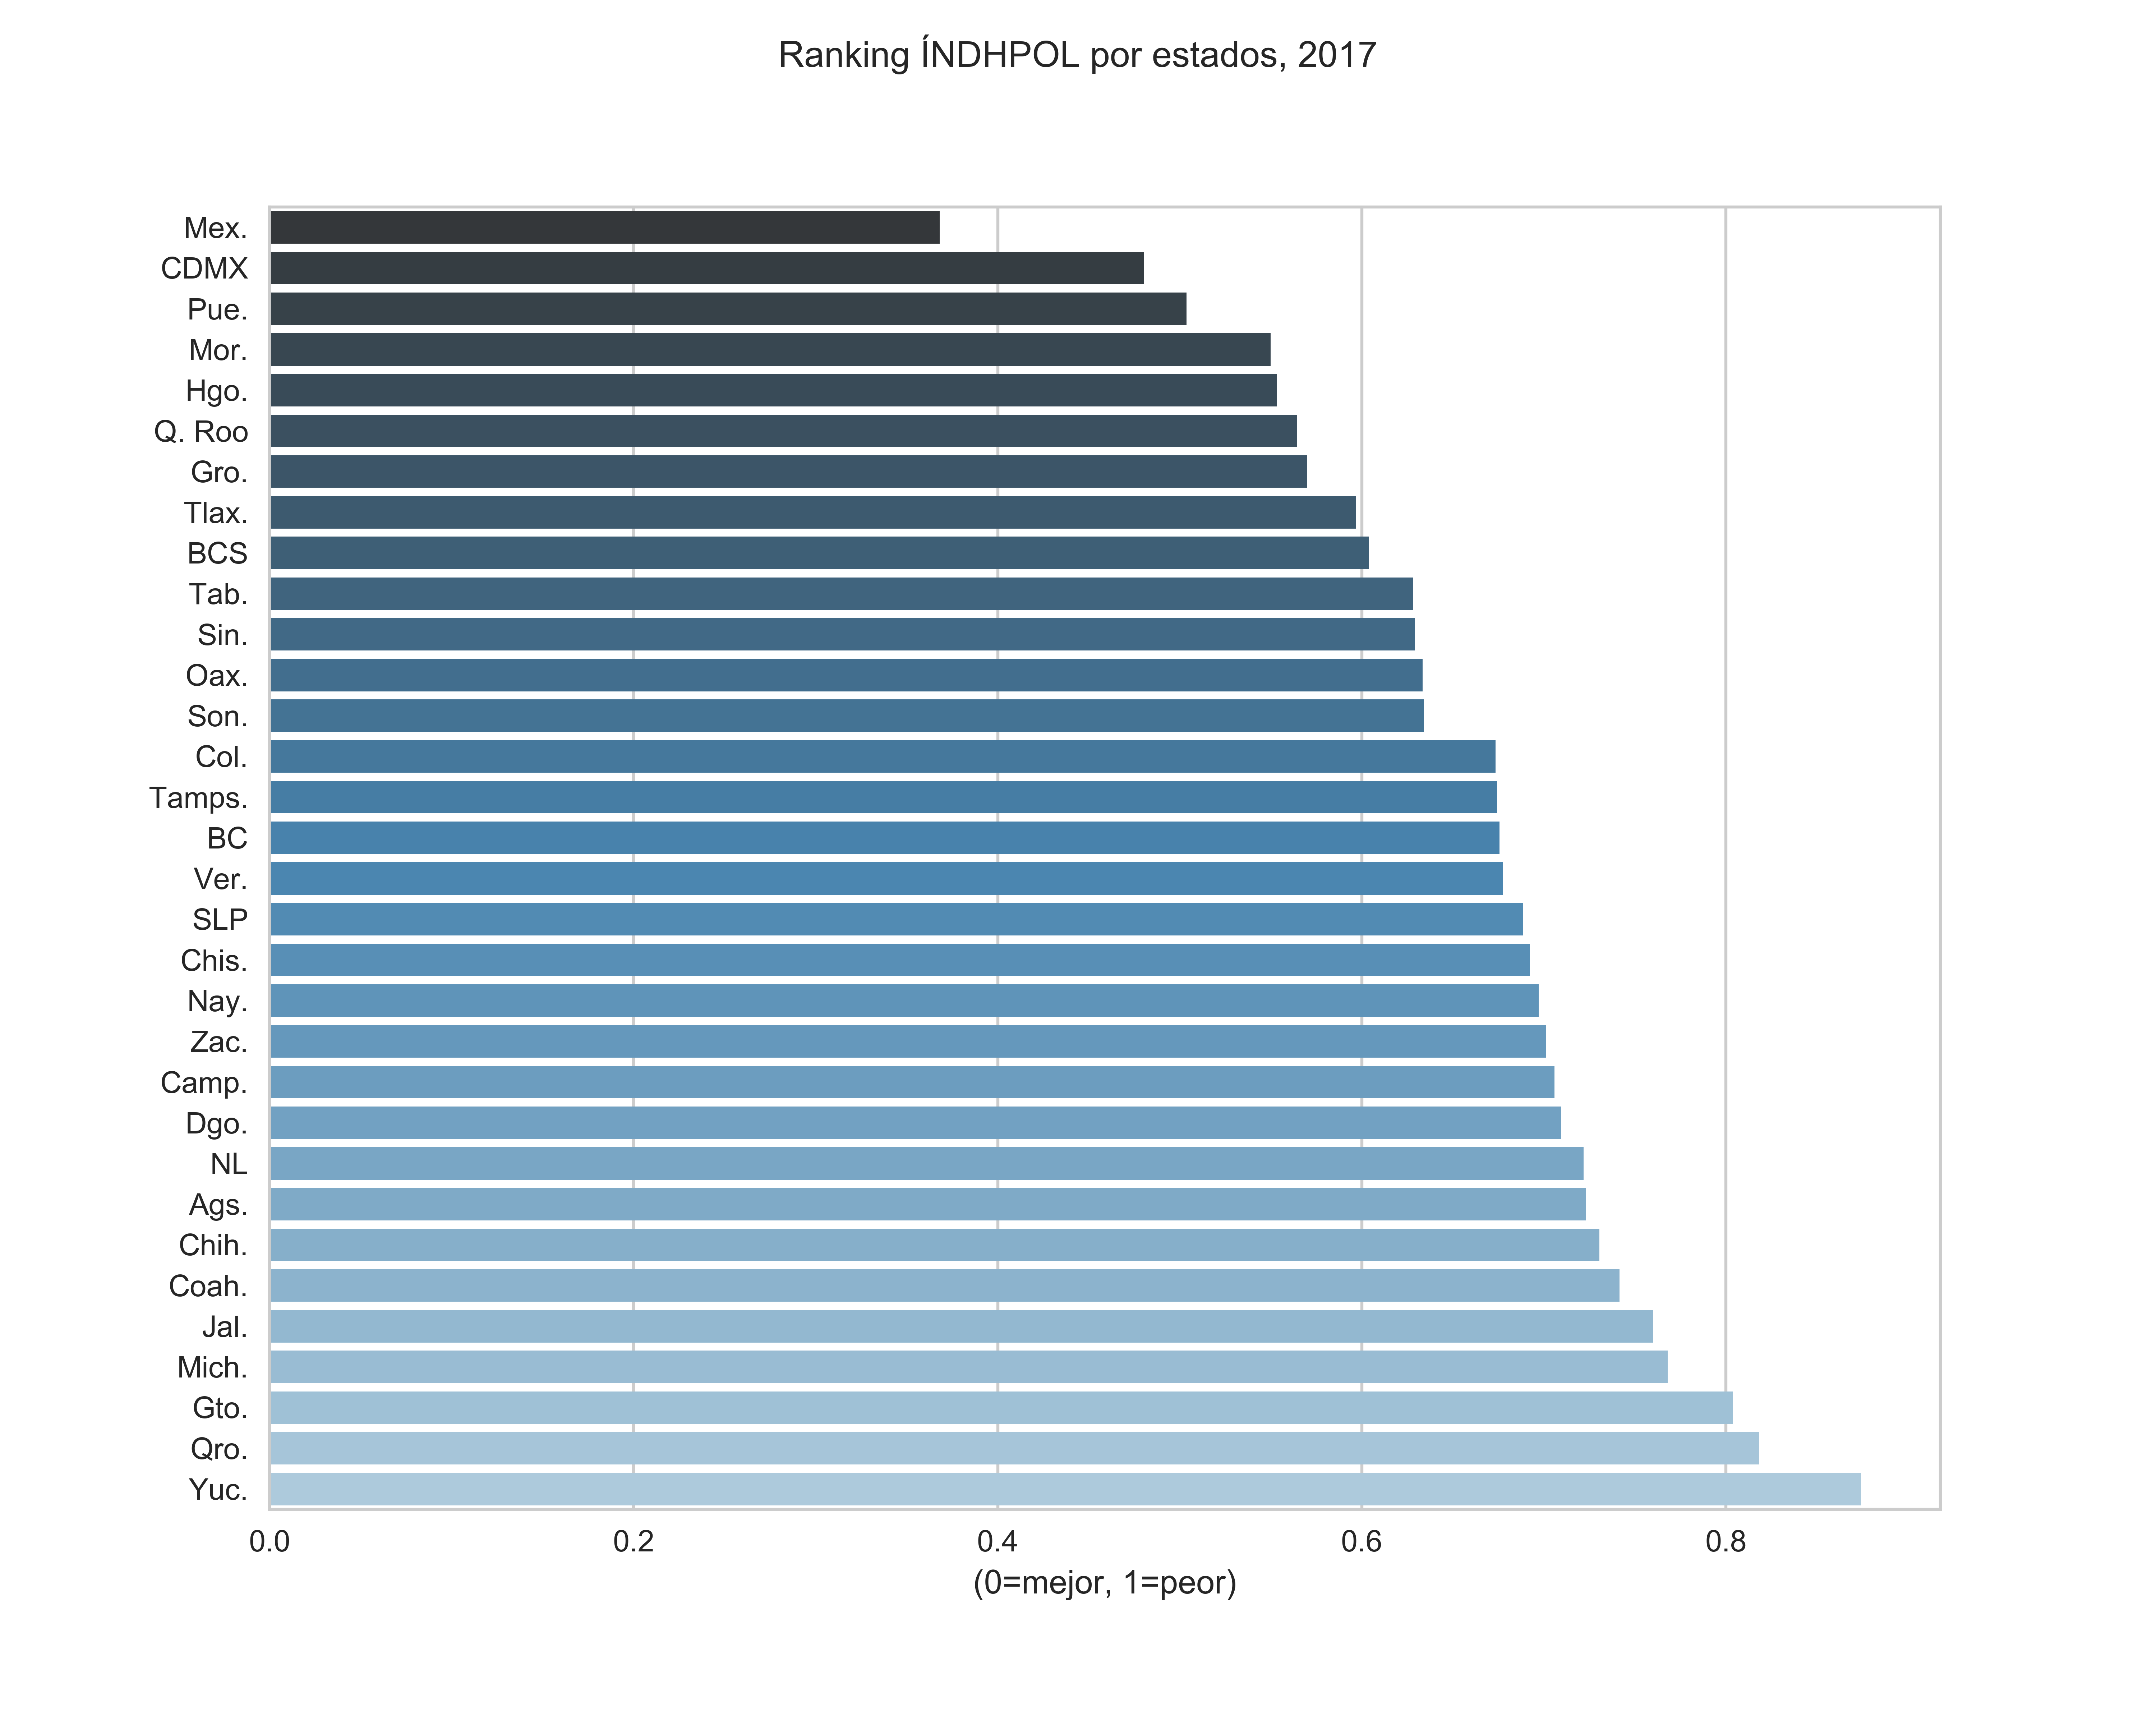 Ranking ÍNDHPOL por estados, 2017
Mex.
CDMX
Pue.
Mor.
Hgo.
Q. Roo
Gro.
Tlax.
BCS
Tab.
Sin.
Oax.
Son.
Col.
Tamps.
BC
Ver.
SLP
Chis.
Nay.
Zac.
Camp.
Dgo.
NL
Ags.
Chih.
Coah.
Jal.
Mich.
Gto.
Qro.
Yuc.
0.0 0.2 0.4 0.6 0.8
(0=mejor, 1=peor)